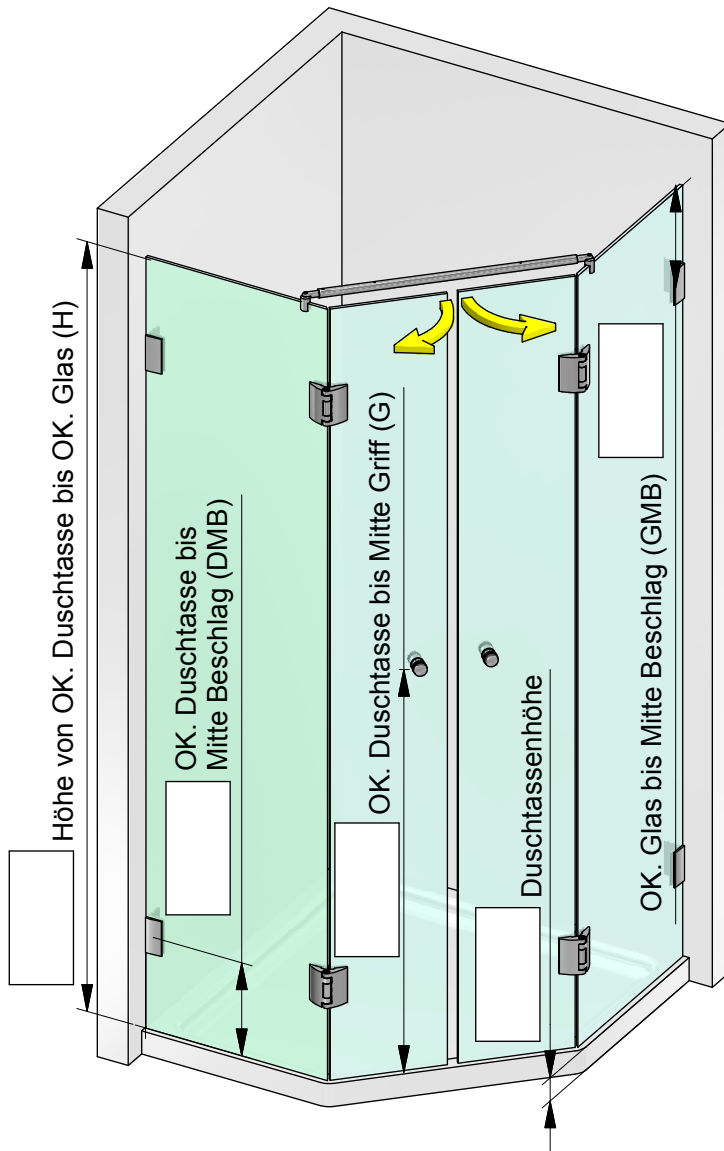 Höhe von OK. Duschtasse bis OK. Glas (H)
OK. Duschtasse bis
Mitte Beschlag (DMB)
OK. Duschtasse bis Mitte Griff (G)
Duschtassenhöhe
OK. Glas bis Mitte Beschlag (GMB)